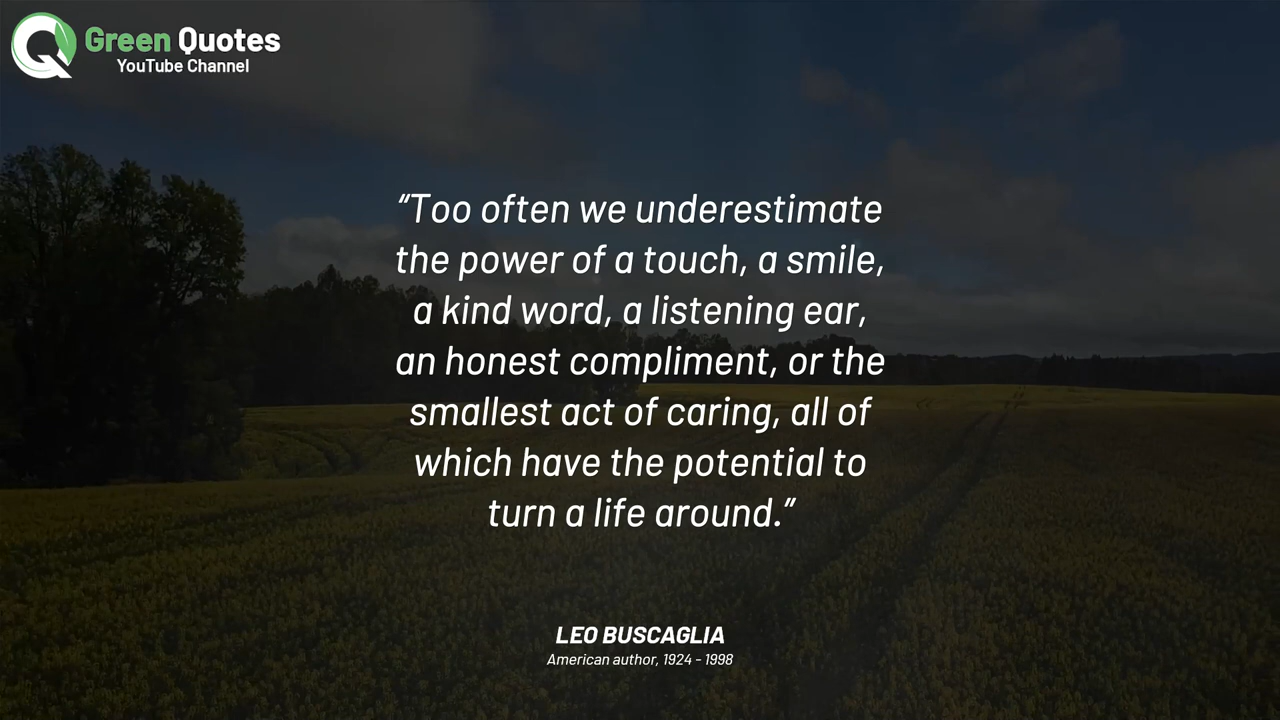 Green Quotes
YouTube Channel
“Too often we underestimate
the power of a touch, a smile,
a kind word, a listening ear,
an honest compliment, or the
smallest act of caring, all of
which have the potential to
turn a life around.”
LEO BUSCAGLIA
American author, 1924 - 1998